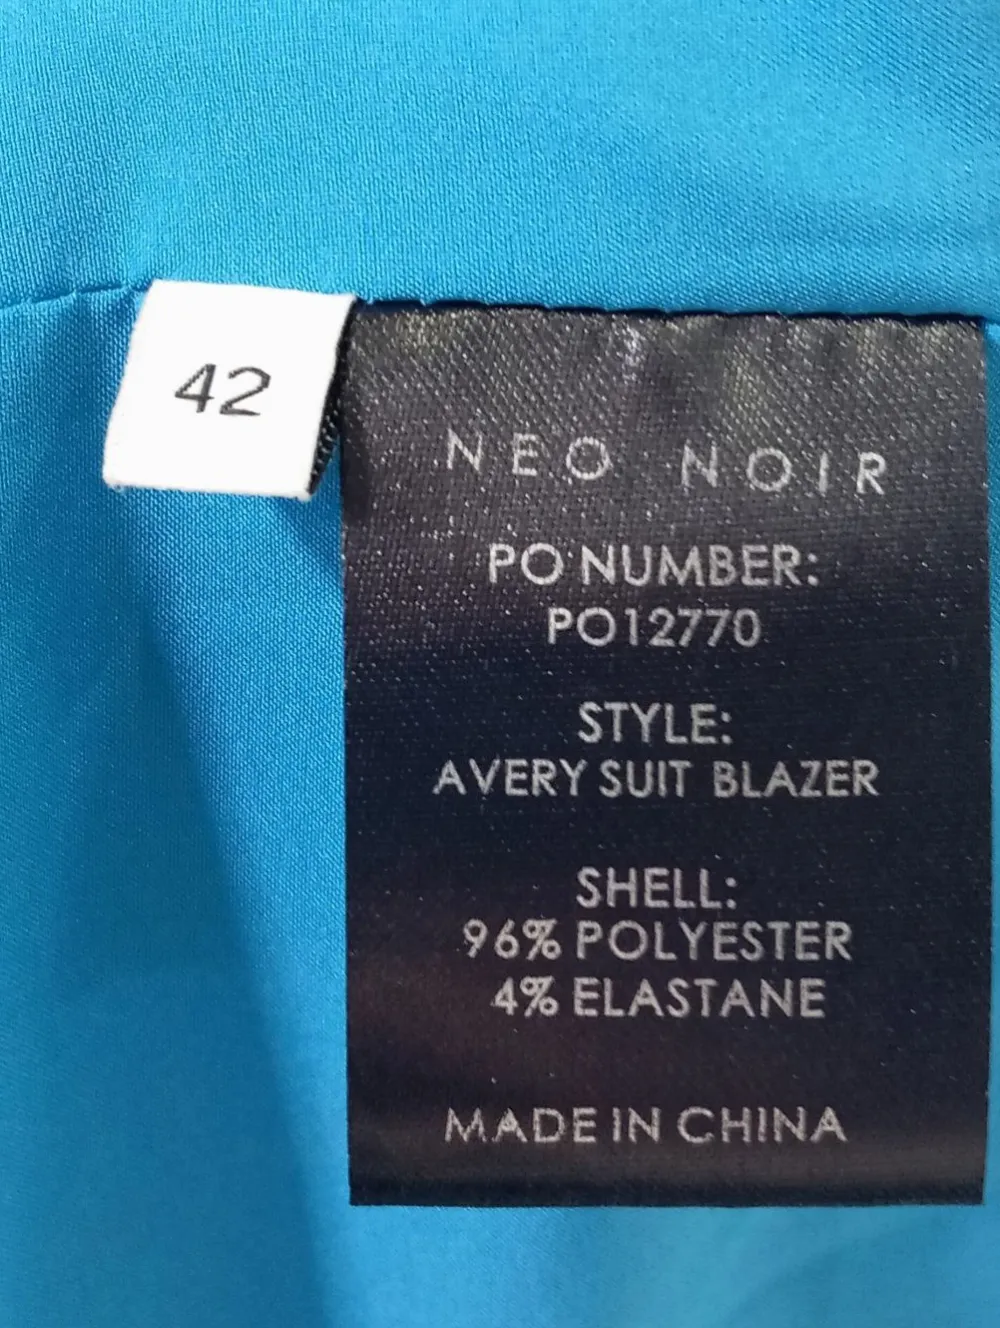 42
NEO NOIR
PO NUMBER:
PO12770
STYLE:
AVERY SUIT BLAZER
SHELL:
96% POLYESTER
4% ELASTANE
MADE IN CHINA